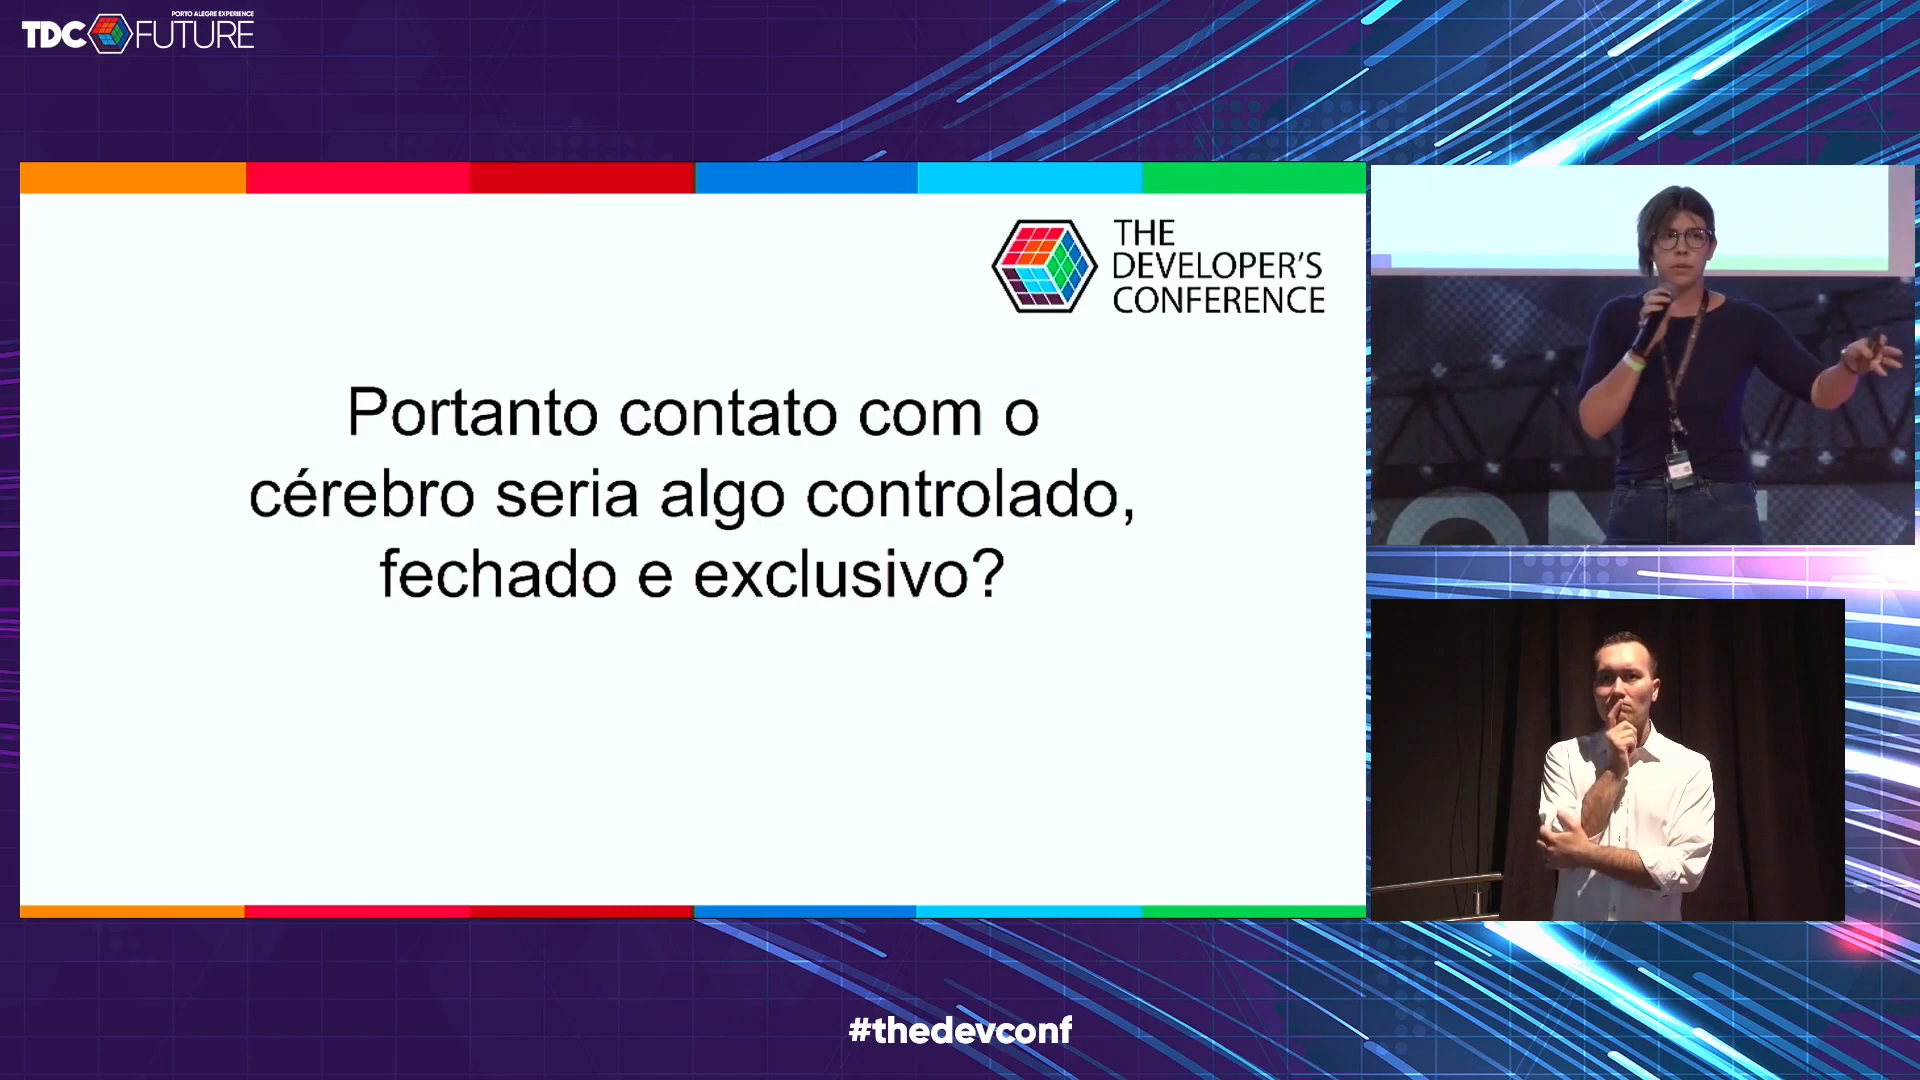 PORTO ALEGRE EXPERIENCE
TDC FUTURE
THE
DEVELOPER'S
CONFERENCE
Portanto contato com o
cérebro seria algo controlado,
fechado e exclusivo?
#thedevconf